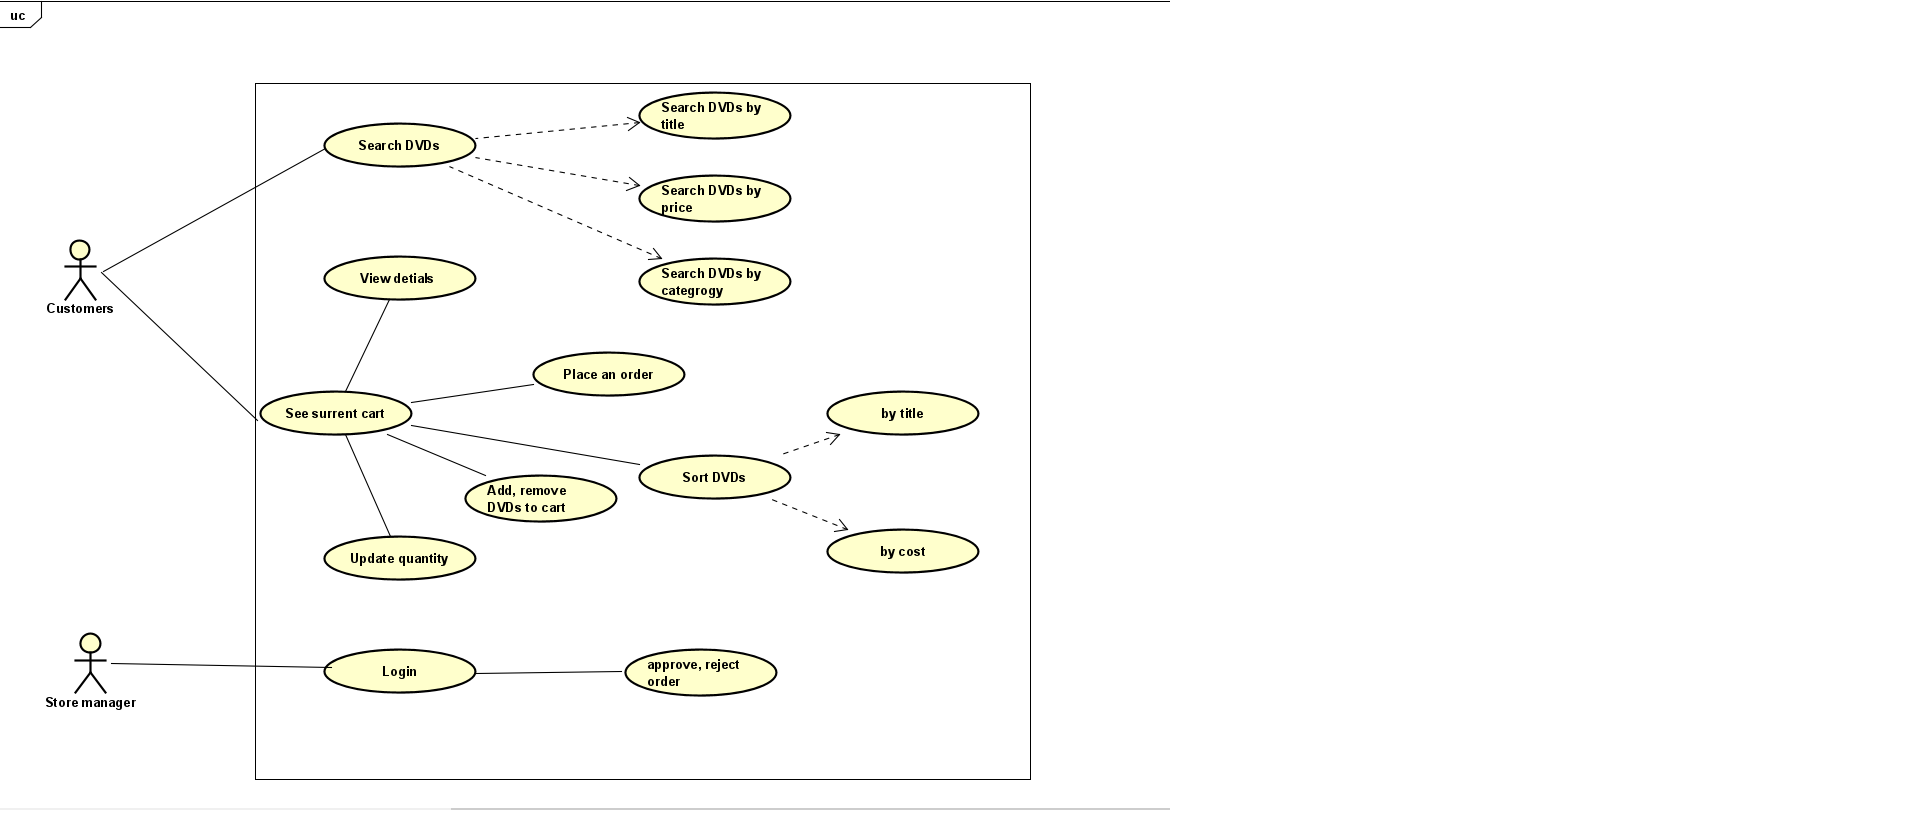 uc
Search DVDs
Search DVDs by
title
Search DVDs by
price
Search DVDs by
categrogy
Customers
View detials
Place an order
See surrent cart
by title
Sort DVDs
Add, remove
DVDs to cart
by cost
Update quantity
Store manager
Login
approve, reject
order